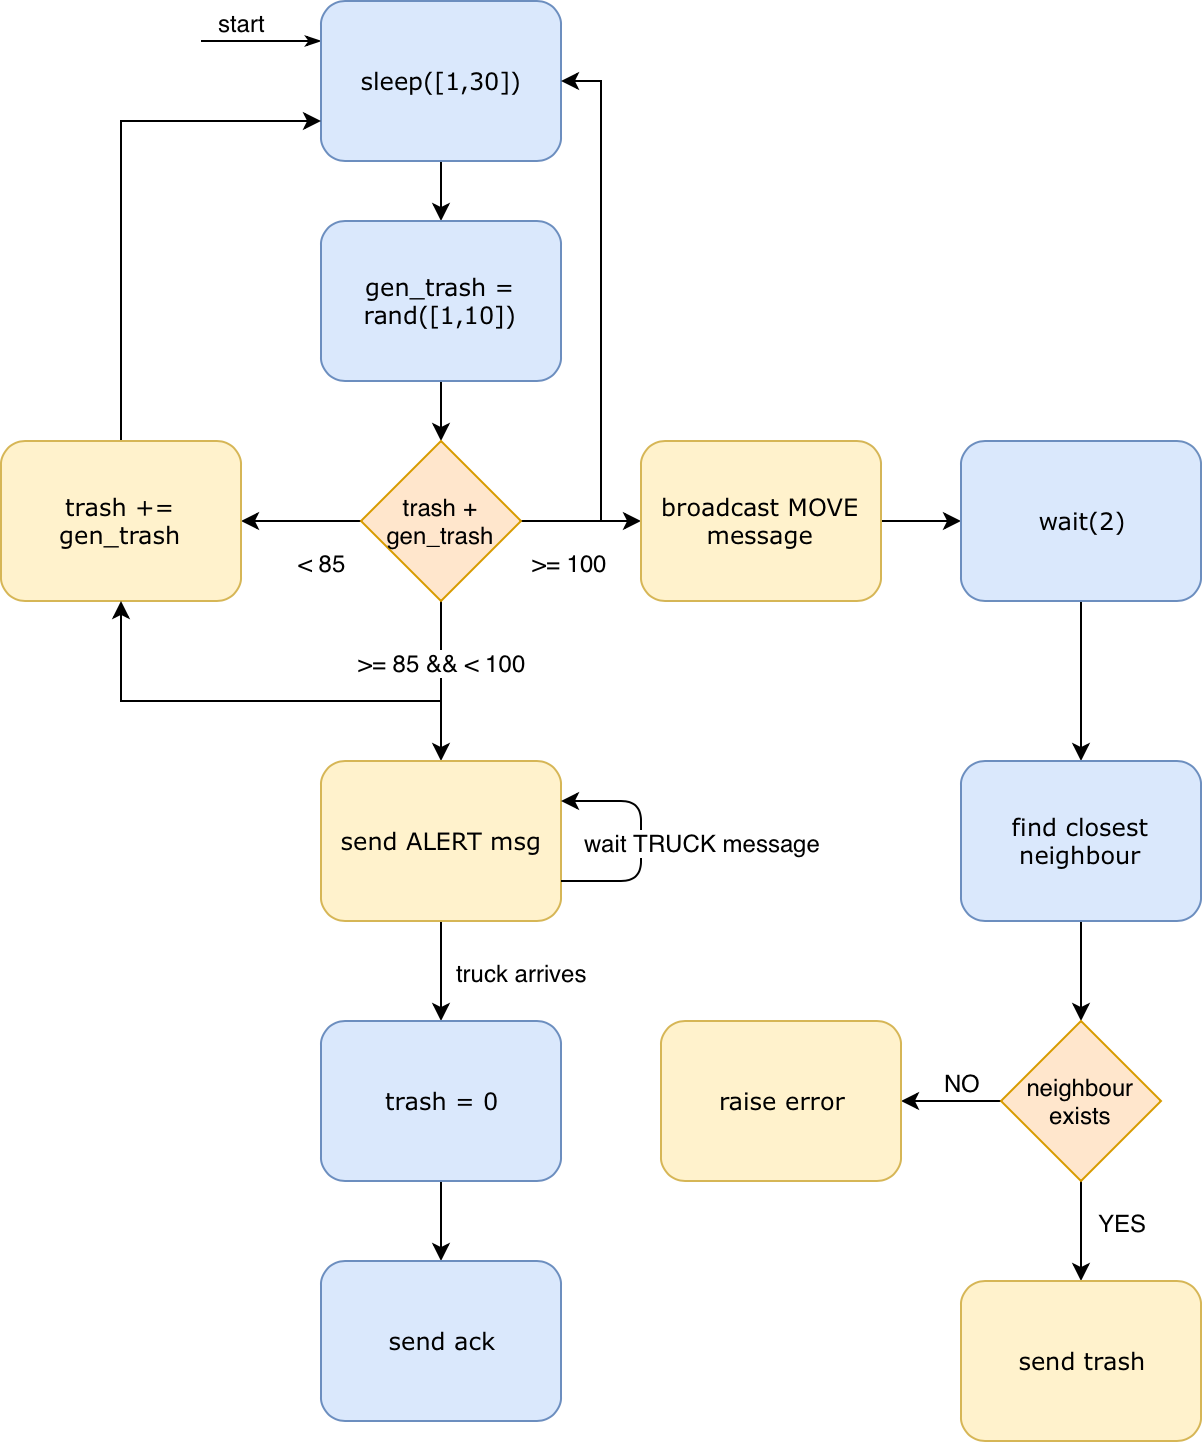 start
sleep([1,30])
gen_trash =
rand([1,10])
trash +=
gen_trash
trash +
gen_trash
broadcast MOVE
message
wait(2)
< 85
>= 100
>= 85 && < 100
send ALERT msg
wait TRUCK message
find closest
neighbour
truck arrives
trash = 0
raise error
NO
neighbour
exists
YES
send ack
send trash